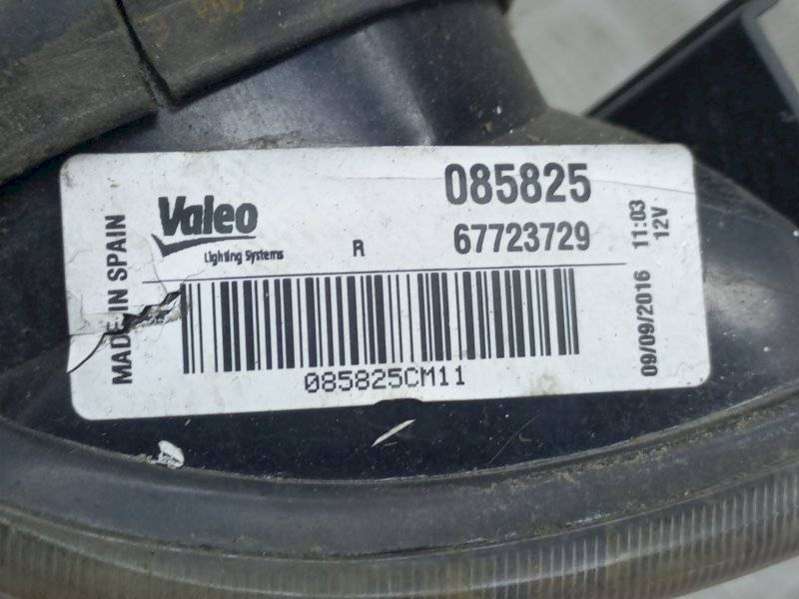 MADE IN SPAIN
Valeo
Lighting Systems
R
085825
67723729
085825CM11
09/09/2016 11:03
12V